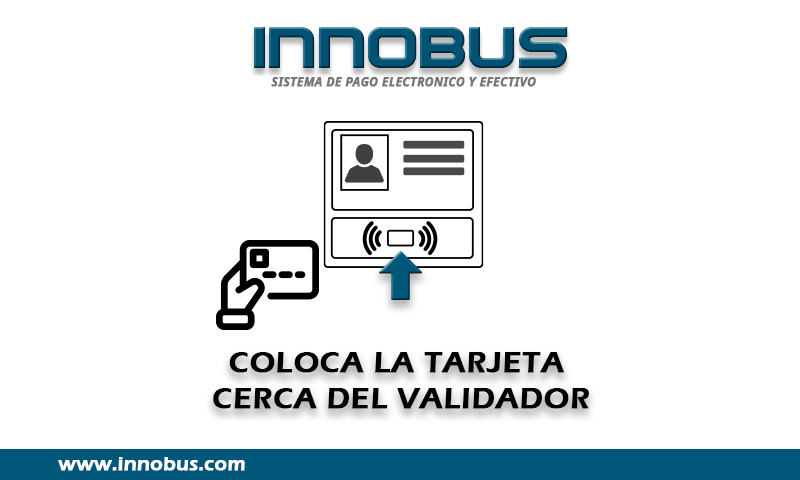 INNOBUS
SISTEMA DE PAGO ELECTRONICO Y EFECTIVO
COLOCA LA TARJETA
CERCA DEL VALIDADOR
www.innobus.com